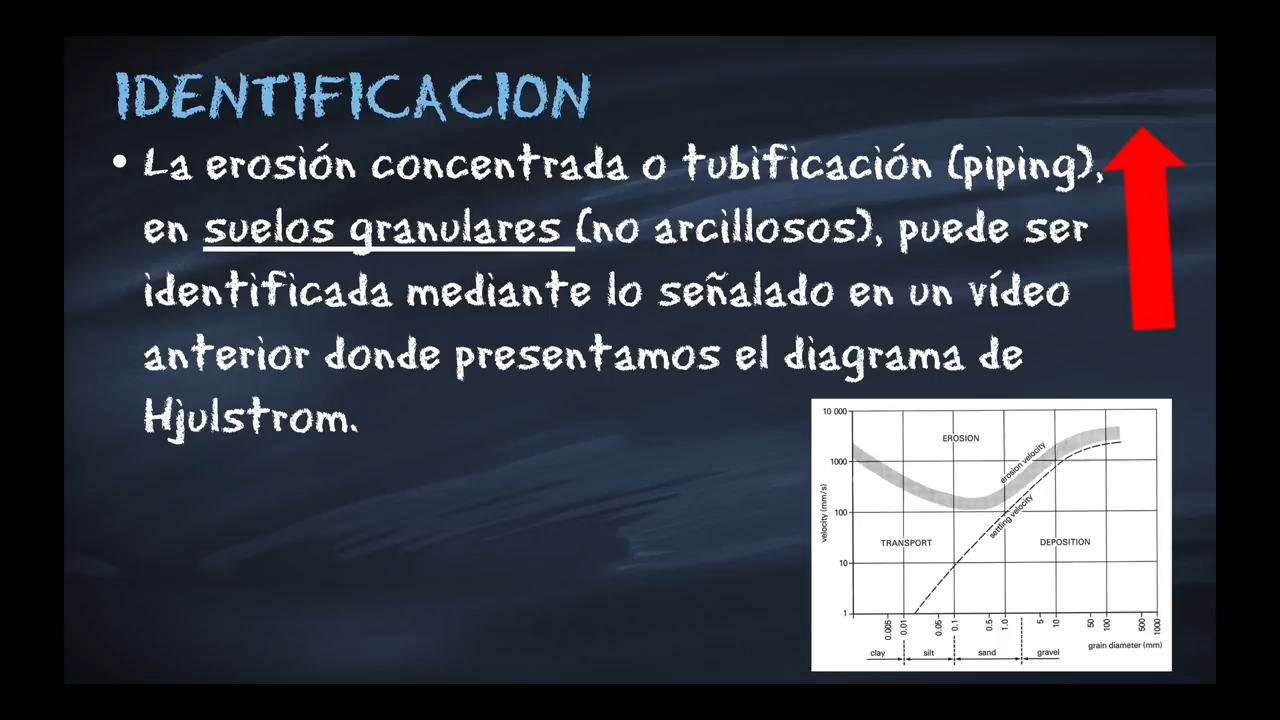 IDENTIFICACION
• La erosión concentrada o tubificación (piping),
en suelos granulares (no arcillosos), puede ser
identificada mediante lo señalado en un vídeo
anterior donde presentamos el diagrama de
Hjulstrom.
10 000
1000
100
10
1
velocity (mm/s)
EROSION
erosion velocity
settling velocity
TRANSPORT
DEPOSITION
0.005 0.01 0.05 0.1 0.5 1.0 5 10 50 100 500 1000
grain diameter (mm)
clay silt sand gravel